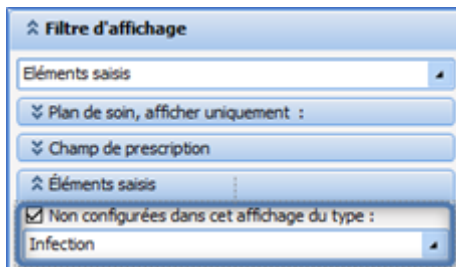 Filtre d'affichage
Eléments saisis
Plan de soin, afficher uniquement :
Champ de prescription
Éléments saisis
Non configurées dans cet affichage du type :
Infection